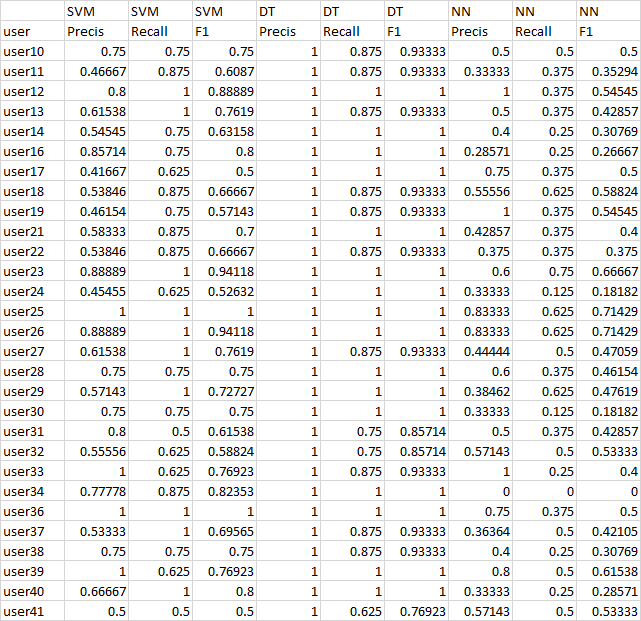 SVM SVM SVM DT DT DT NN NN NN
user Precis Recall F1 Precis Recall F1 Precis Recall F1
user10 0.75 0.75 0.75 1 0.875 0.93333 0.5 0.5 0.5
user11 0.46667 0.875 0.6087 1 0.875 0.93333 0.33333 0.375 0.35294
user12 0.8 1 0.88889 1 1 1 1 0.375 0.54545
user13 0.61538 1 0.7619 1 0.875 0.93333 0.5 0.375 0.42857
user14 0.54545 0.75 0.63158 1 1 1 0.4 0.25 0.30769
user16 0.85714 0.75 0.8 1 1 1 0.28571 0.25 0.26667
user17 0.41667 0.625 0.5 1 1 1 0.75 0.375 0.5
user18 0.53846 0.875 0.66667 1 0.875 0.93333 0.55556 0.625 0.58824
user19 0.46154 0.75 0.57143 1 0.875 0.93333 1 0.375 0.54545
user21 0.58333 0.875 0.7 1 1 1 0.42857 0.375 0.4
user22 0.53846 0.875 0.66667 1 0.875 0.93333 0.375 0.375 0.375
user23 0.88889 1 0.94118 1 1 1 0.6 0.75 0.66667
user24 0.45455 0.625 0.52632 1 1 1 0.33333 0.125 0.18182
user25 1 1 1 1 1 1 0.83333 0.625 0.71429
user26 0.88889 1 0.94118 1 1 1 0.83333 0.625 0.71429
user27 0.61538 1 0.7619 1 0.875 0.93333 0.44444 0.5 0.47059
user28 0.75 0.75 0.75 1 1 1 0.6 0.375 0.46154
user29 0.57143 1 0.72727 1 1 1 0.38462 0.625 0.47619
user30 0.75 0.75 0.75 1 1 1 0.33333 0.125 0.18182
user31 0.8 0.5 0.61538 1 0.75 0.85714 0.5 0.375 0.42857
user32 0.55556 0.625 0.58824 1 0.75 0.85714 0.57143 0.5 0.53333
user33 1 0.625 0.76923 1 0.875 0.93333 1 0.25 0.4
user34 0.77778 0.875 0.82353 1 1 1 0 0 0
user36 1 1 1 1 1 1 0.75 0.375 0.5
user37 0.53333 1 0.69565 1 0.875 0.93333 0.36364 0.5 0.42105
user38 0.75 0.75 0.75 1 0.875 0.93333 0.4 0.25 0.30769
user39 1 0.625 0.76923 1 1 1 0.8 0.5 0.61538
user40 0.66667 1 0.8 1 1 1 0.33333 0.25 0.28571
user41 0.5 0.5 0.5 1 0.625 0.76923 0.57143 0.5 0.53333